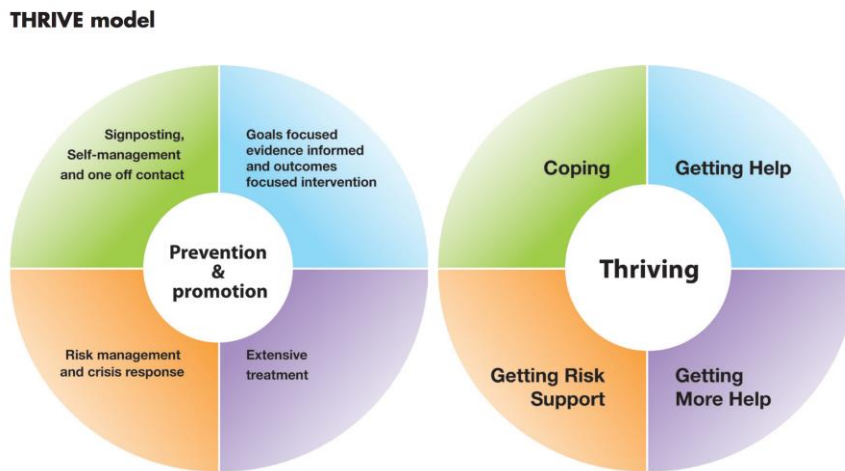 THRIVE model
Signposting,
Self-management
and one off contact
Goals focused
evidence informed
and outcomes
focused intervention
Prevention
&
promotion
Risk management
and crisis response
Extensive
treatment
Coping
Getting Help
Thriving
Getting Risk
Support
Getting
More Help